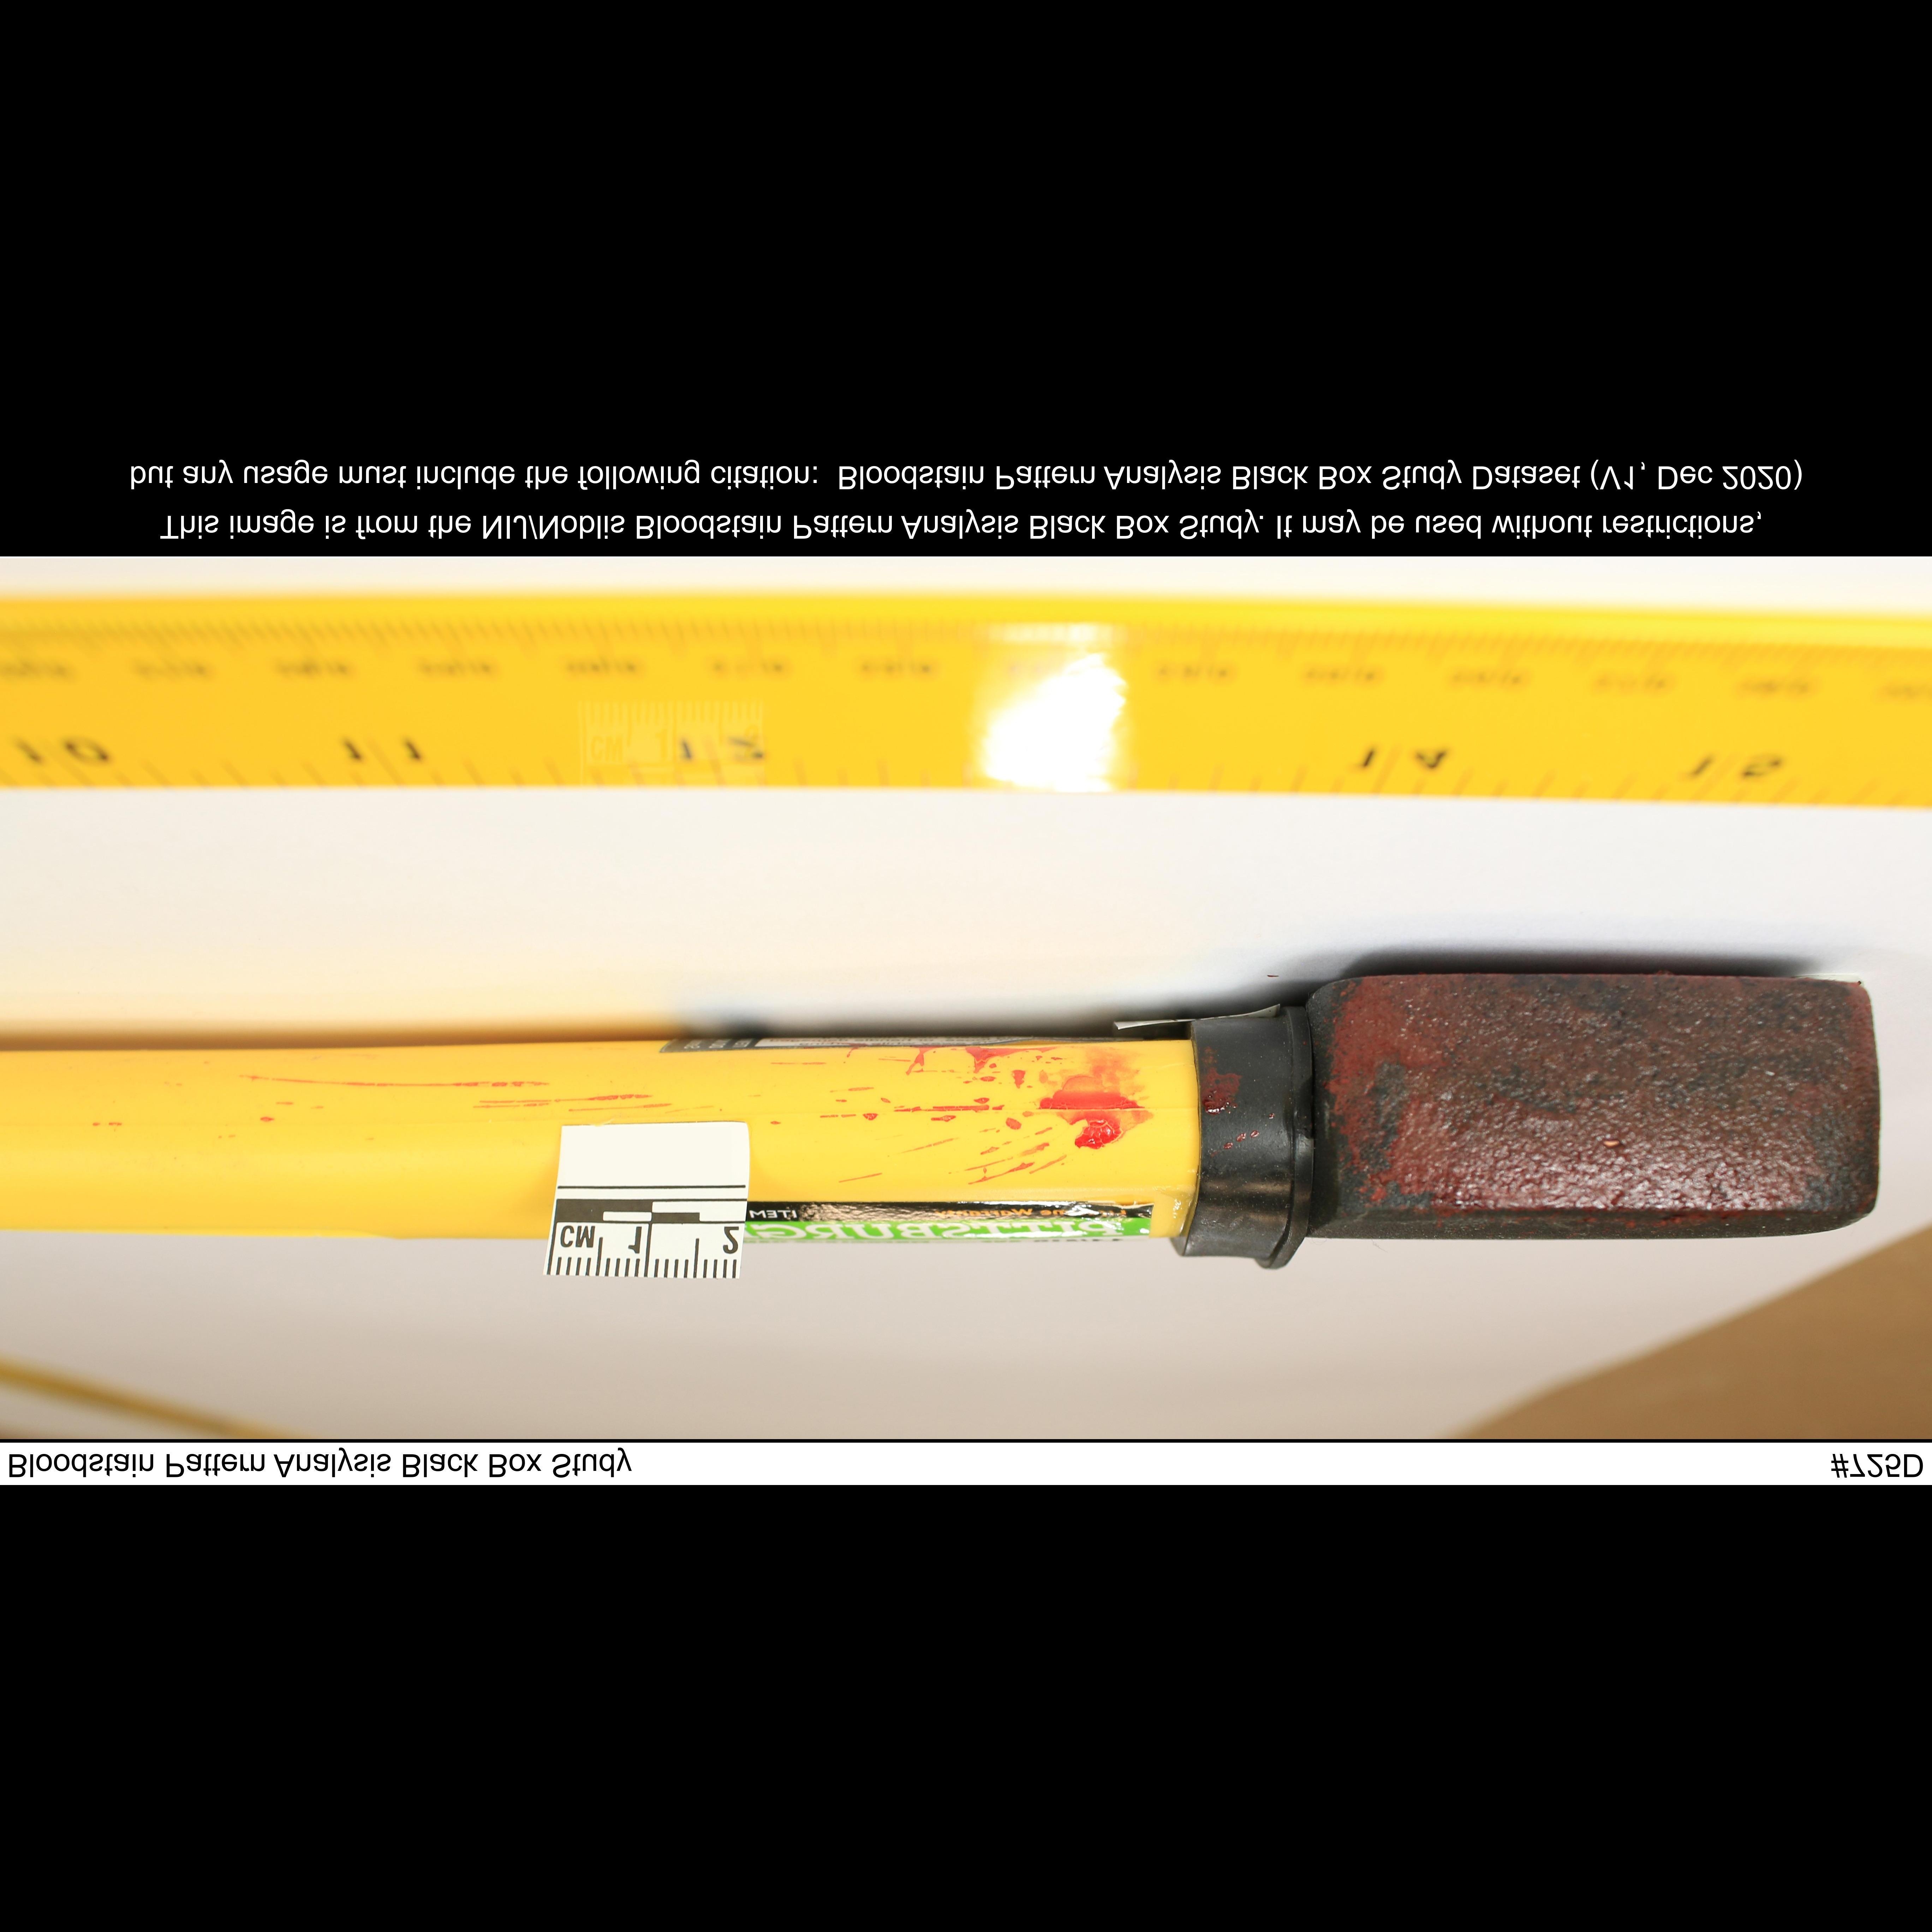 Bloodstain Pattern Analysis Black Box Study #725D
CM 1 2
ITEM
10 11 12 14 15
This image is from the NIJ/Noblis Bloodstain Pattern Analysis Black Box Study. It may be used without restrictions,
but any usage must include the following citation: Bloodstain Pattern Analysis Black Box Study Dataset (V1, Dec 2020)